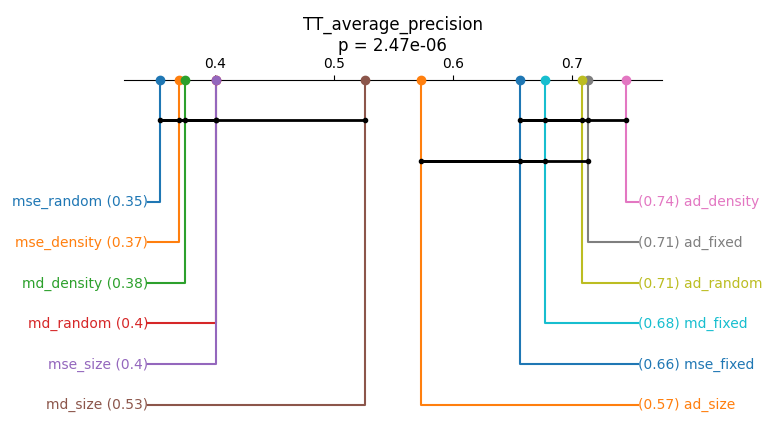 TT_average_precision
p = 2.47e-06
0.4 0.5 0.6 0.7
mse_random (0.35) (0.74) ad_density
mse_density (0.37) (0.71) ad_fixed
md_density (0.38) (0.71) ad_random
md_random (0.4) (0.68) md_fixed
mse_size (0.4) (0.66) mse_fixed
md_size (0.53) (0.57) ad_size